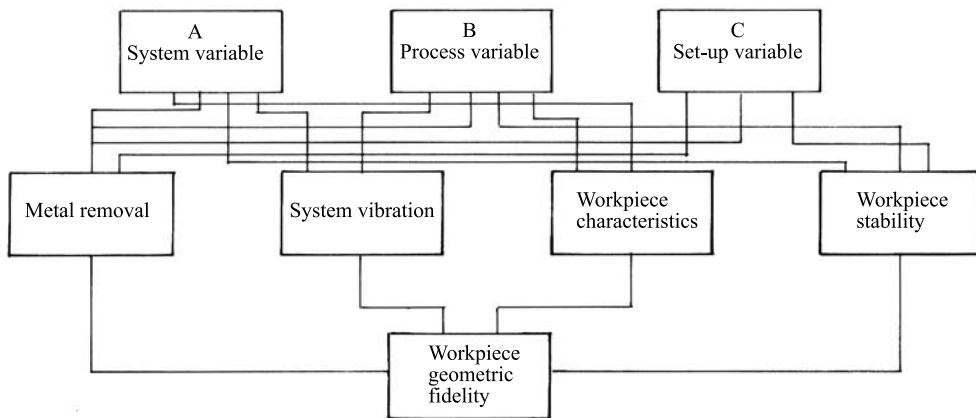 A
System variable
B
Process variable
C
Set-up variable
Metal removal
System vibration
Workpiece
characteristics
Workpiece
stability
Workpiece
geometric
fidelity